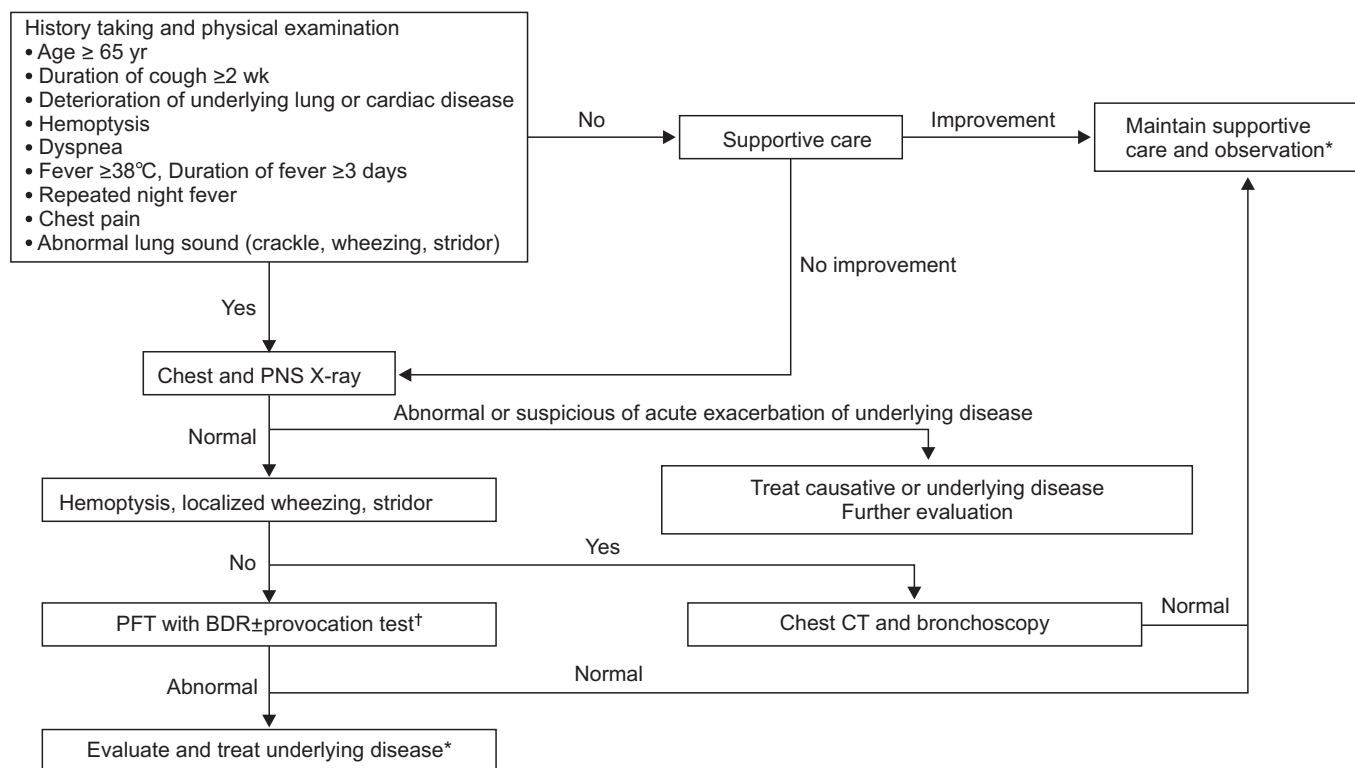 History taking and physical examination
• Age ≥ 65 yr
• Duration of cough ≥2 wk
• Deterioration of underlying lung or cardiac disease
• Hemoptysis
• Dyspnea
• Fever ≥38℃, Duration of fever ≥3 days
• Repeated night fever
• Chest pain
• Abnormal lung sound (crackle, wheezing, stridor)
No
Supportive care
Improvement
Maintain supportive
care and observation*
No improvement
Yes
Chest and PNS X-ray
Abnormal or suspicious of acute exacerbation of underlying disease
Normal
Treat causative or underlying disease
Further evaluation
Hemoptysis, localized wheezing, stridor
Yes
No
Chest CT and bronchoscopy
Normal
PFT with BDR±provocation test†
Normal
Abnormal
Evaluate and treat underlying disease*